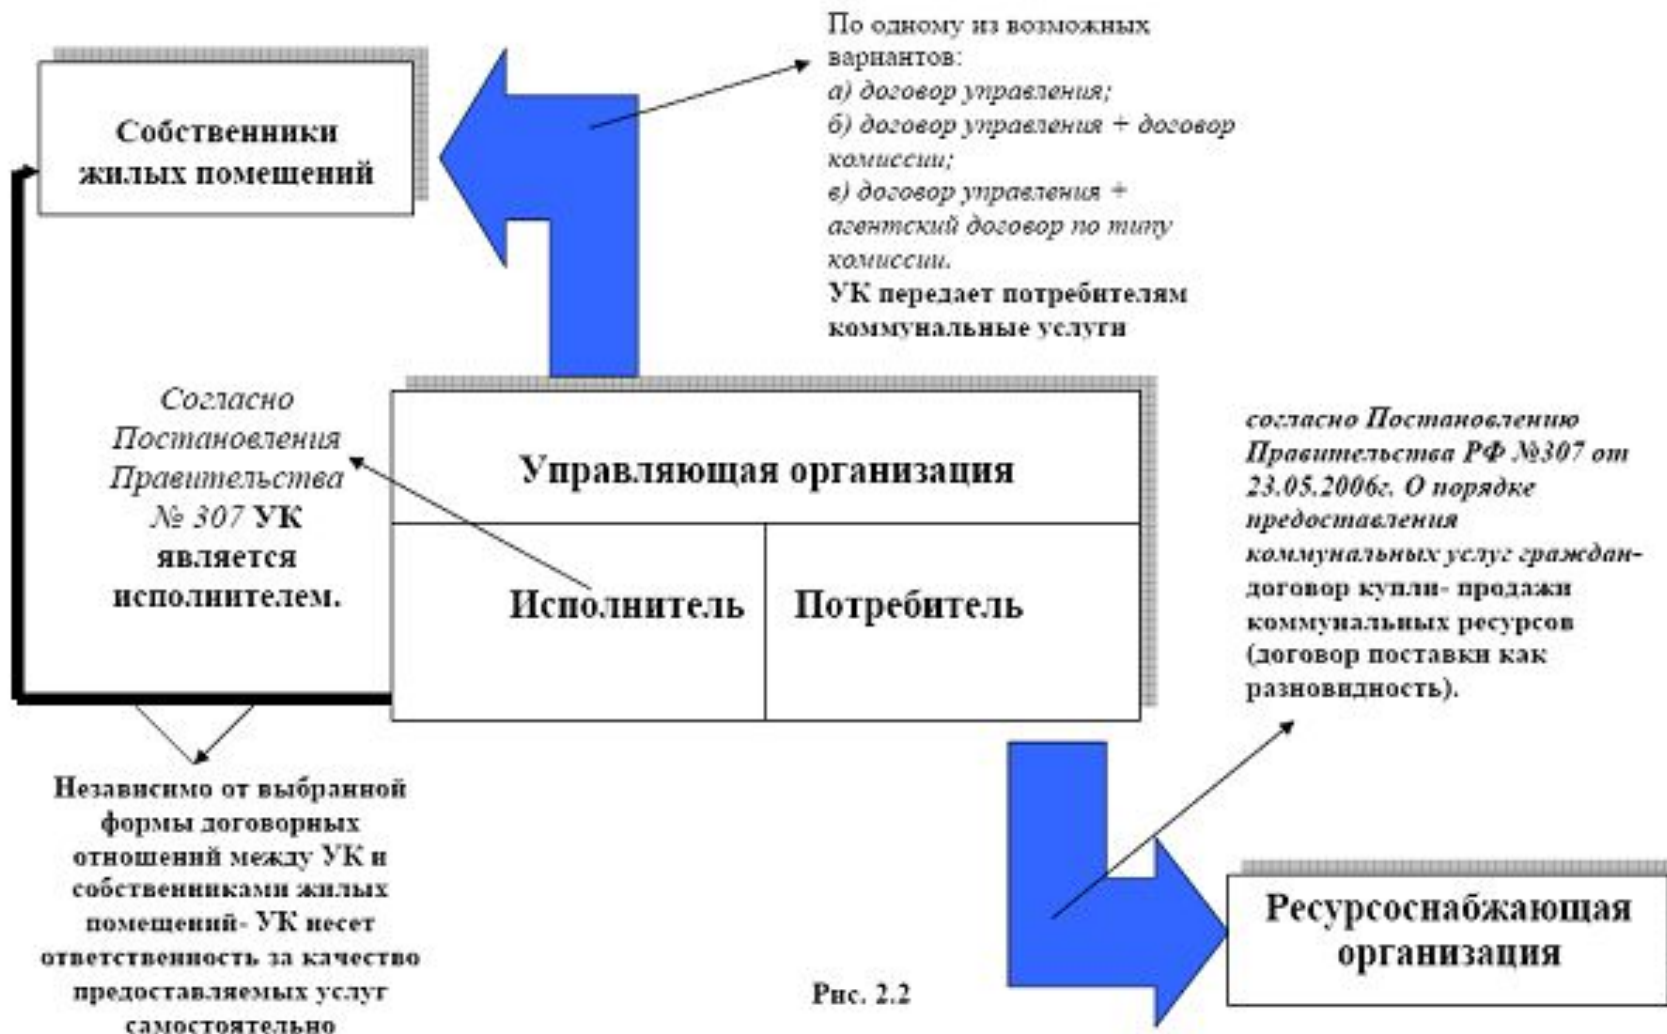 По одному из возможных
вариантов:
а) договор управления;
б) договор управления + договор
комиссии;
в) договор управления +
агентский договор по типу
комиссии.
УК передает потребителям
коммунальные услуги
Собственники
жилых помещений
Согласно
Постановления
Правительства
№ 307 УК
является
исполнителем.
Управляющая организация
Исполнитель
Потребитель
согласно Постановлению
Правительства РФ №307 от
23.05.2006г. О порядке
предоставления
коммунальных услуг граждан-
договор купли- продажи
коммунальных ресурсов
(договор поставки как
разновидность).
Независимо от выбранной
формы договорных
отношений между УК и
собственниками жилых
помещений- УК несет
ответственность за качество
предоставляемых услуг
самостоятельно
Ресурсоснабжающая
организация
Рис. 2.2